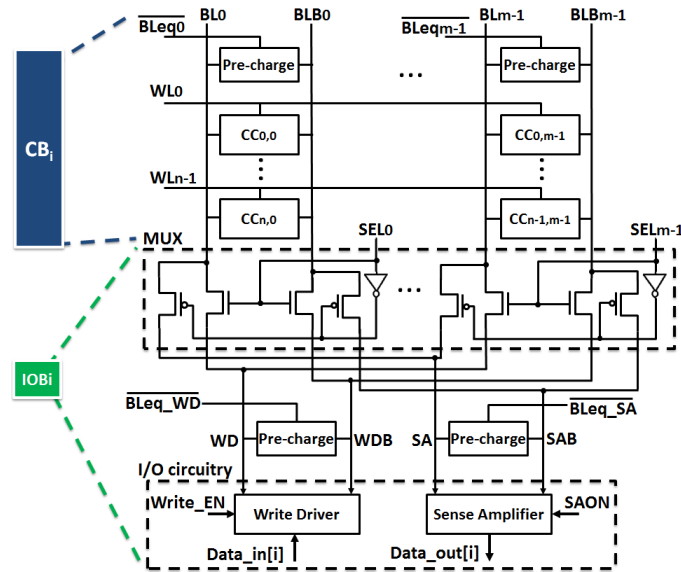 BL0 BLB0 BLm-1 BLBm-1
BLeq0 BLeqm-1
Pre-charge Pre-charge
...
WL0
CC0,0 CC0,m-1
CBi
WLn-1
CCn,0 CCn-1,m-1
SEL0 SELm-1
MUX
...
IOBi
BLeq_WD BLeq_SA
WD Pre-charge WDB SA Pre-charge SAB
I/O circuitry
Write_EN Write Driver Sense Amplifier SAON
Data_in[i] Data_out[i]